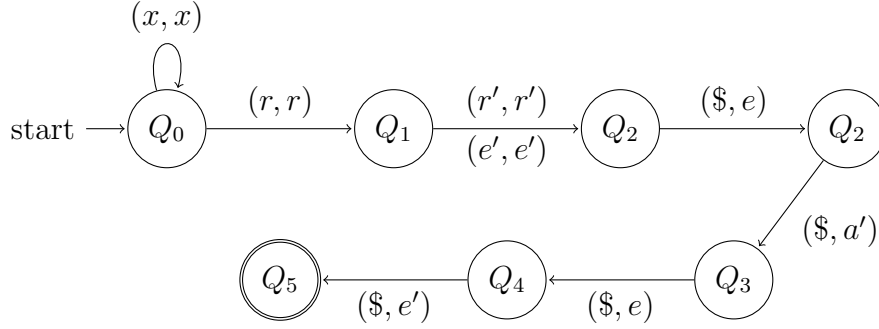 (x, x)
(r, r)
(r', r')
($, e)
start
Q0
Q1
Q2
Q2
(e', e')
($, a')
Q5
Q4
Q3
($, e')
($, e)